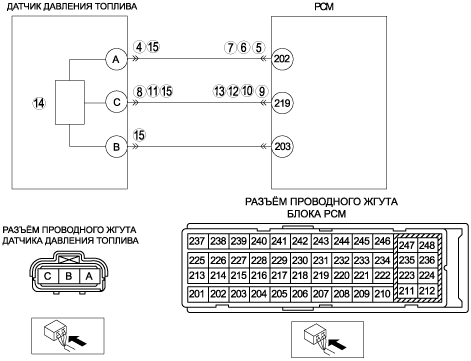 ДАТЧИК ДАВЛЕНИЯ ТОПЛИВА PCM
A 4 15 7 6 5 202
14 C 8 11 15 13 12 10 9 219
B 15 203
РАЗЪЁМ ПРОВОДНОГО ЖГУТА
БЛОКА PCM
РАЗЪЁМ ПРОВОДНОГО ЖГУТА
ДАТЧИКА ДАВЛЕНИЯ ТОПЛИВА
C B A
237 238 239 240 241 242 243 244 245 246 247 248
225 226 227 228 229 230 231 232 233 234 235 236
213 214 215 216 217 218 219 220 221 222 223 224
201 202 203 204 205 206 207 208 209 210 211 212